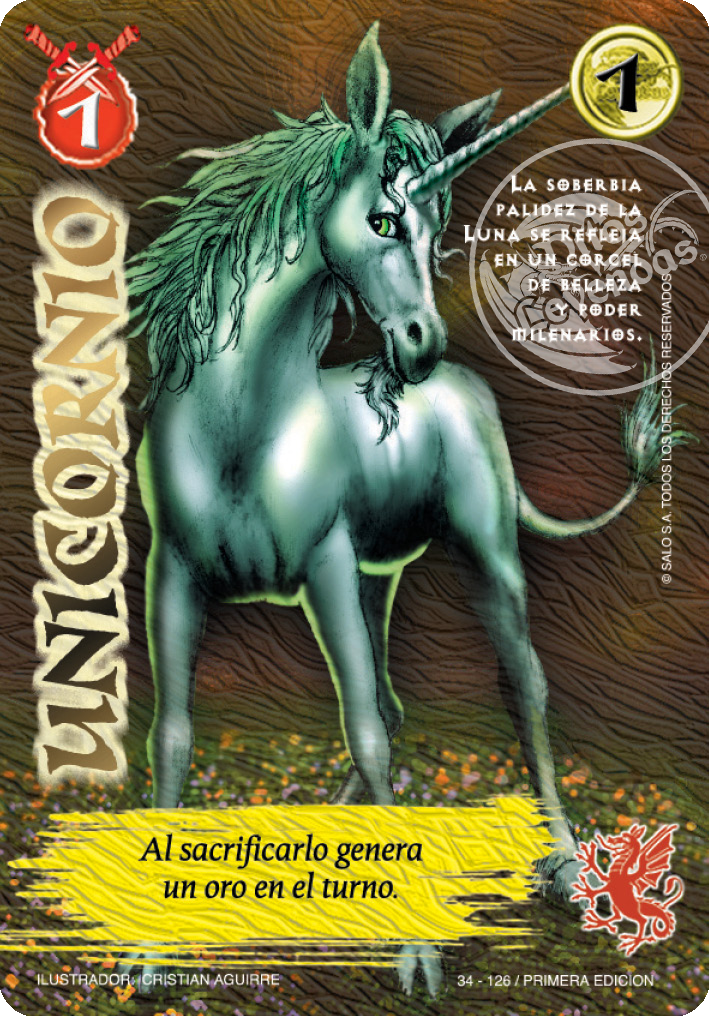 1
1
UNICORNIO
La soberbia
palidez de la
Luna se refleja
en un corcel
de belleza
y poder
milenarios.
Mitos
Leyendas
© SALO S.A. TODOS LOS DERECHOS RESERVADOS
Al sacrificarlo genera
un oro en el turno.
ILUSTRADOR: CRISTIAN AGUIRRE
34 - 126 / PRIMERA EDICION